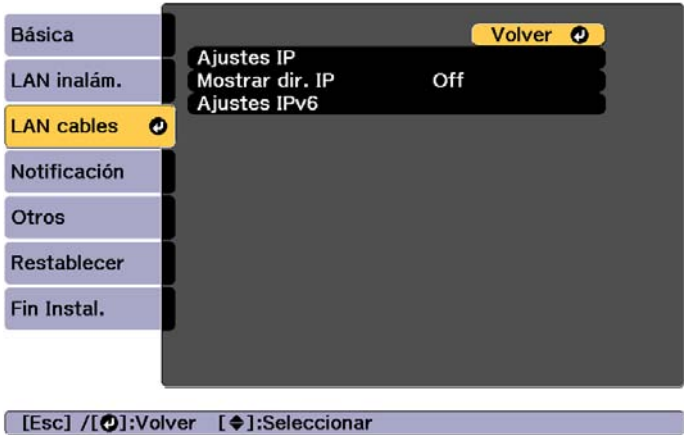 Básica
LAN inalám.
LAN cables
Notificación
Otros
Restablecer
Fin Instal.
Volver
Ajustes IP
Mostrar dir. IP Off
Ajustes IPv6
[Esc] /[ ]:Volver [ ]:Seleccionar